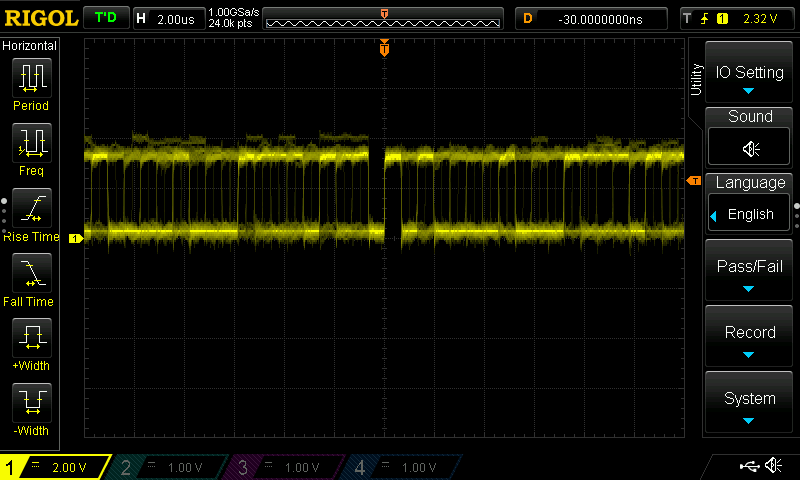 RIGOL T'D H 2.00us 1.00GSa/s 24.0k pts T D -30.0000000ns T 1 2.32 V
Horizontal
Period
Freq
Rise Time
Fall Time
+Width
-Width
T
T
1
Utility
IO Setting
Sound
Language
English
Pass/Fail
Record
System
1 2.00 V 2 1.00 V 3 1.00 V 4 1.00 V